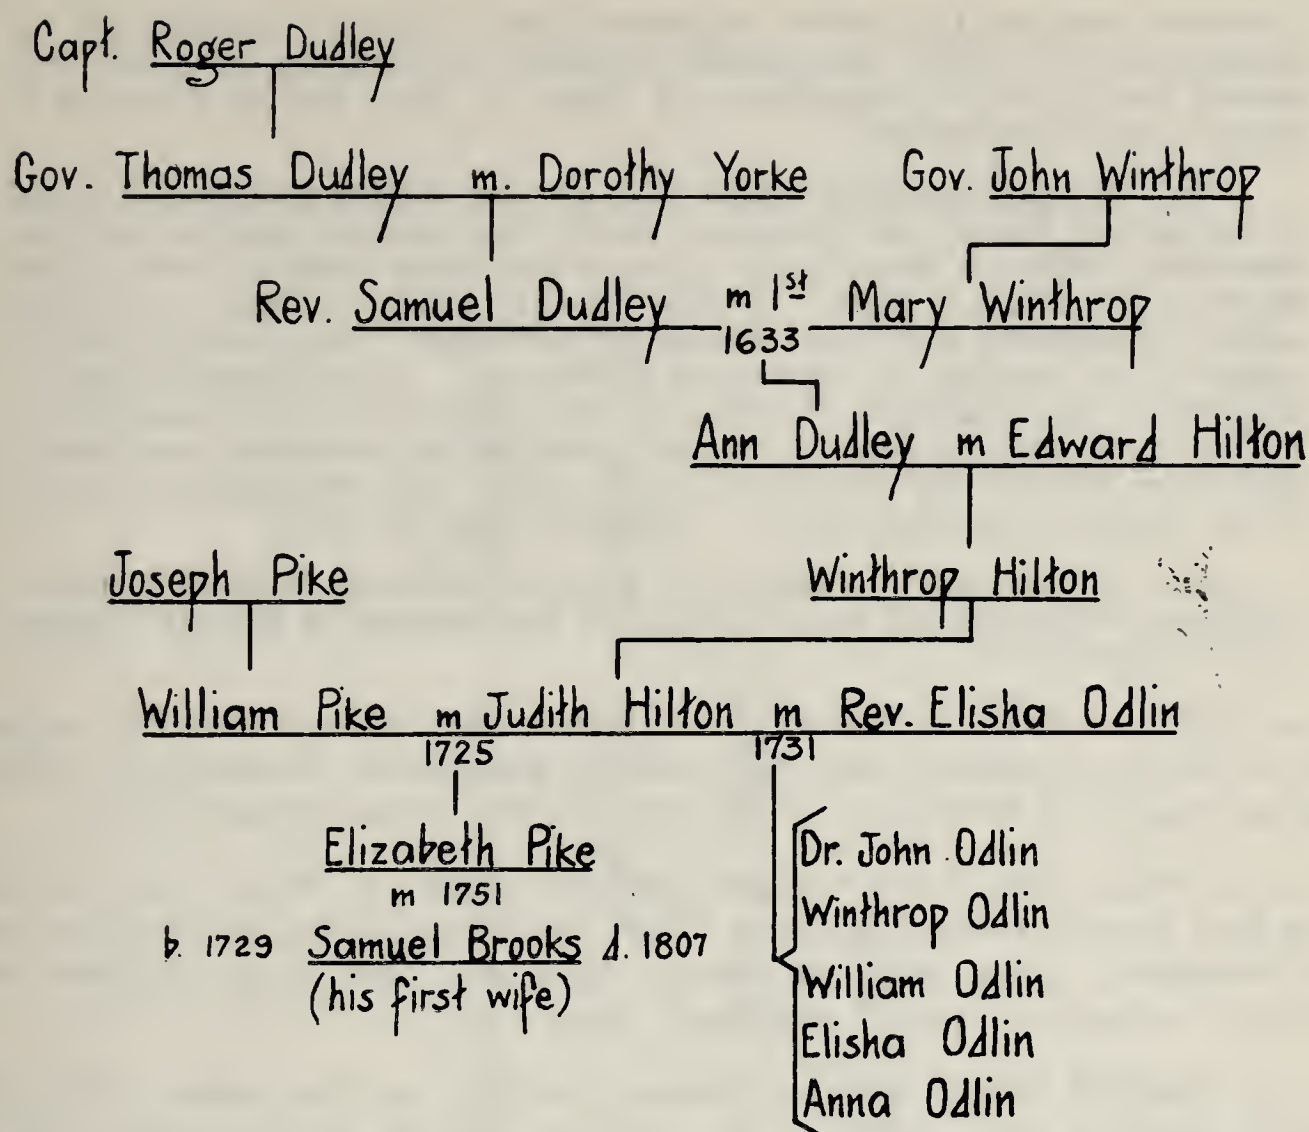 Capt. Roger Dudley
Gov. Thomas Dudley m. Dorothy Yorke Gov. John Winthrop
Rev. Samuel Dudley m 1st Mary Winthrop
1633
Ann Dudley m Edward Hilton
Joseph Pike Winthrop Hilton
William Pike m Judith Hilton m Rev. Elisha Odlin
1725 1731
Elizabeth Pike
m 1751
b. 1729 Samuel Brooks d. 1807
(his first wife)
Dr. John Odlin
Winthrop Odlin
William Odlin
Elisha Odlin
Anna Odlin